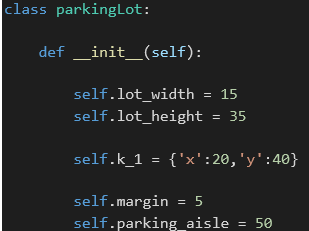 class parkingLot:
def __init__(self):
self.lot_width = 15
self.lot_height = 35
self.k_1 = {'x':20,'y':40}
self.margin = 5
self.parking_aisle = 50